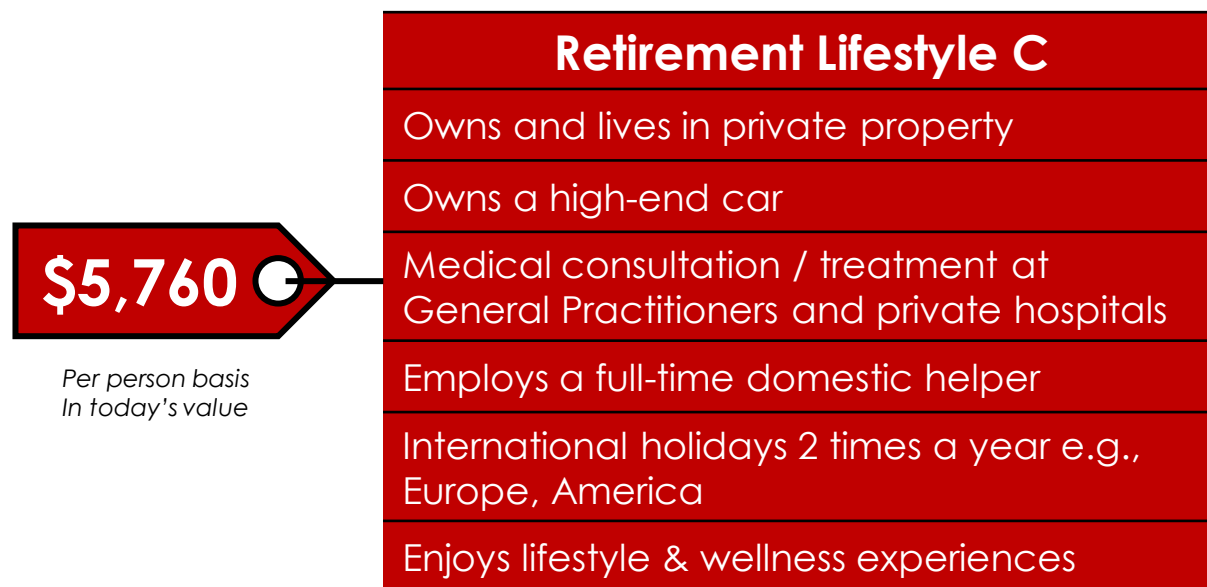 Retirement Lifestyle C
Owns and lives in private property
Owns a high-end car
$5,760
Medical consultation / treatment at
General Practitioners and private hospitals
Per person basis
In today's value
Employs a full-time domestic helper
International holidays 2 times a year e.g.,
Europe, America
Enjoys lifestyle & wellness experiences